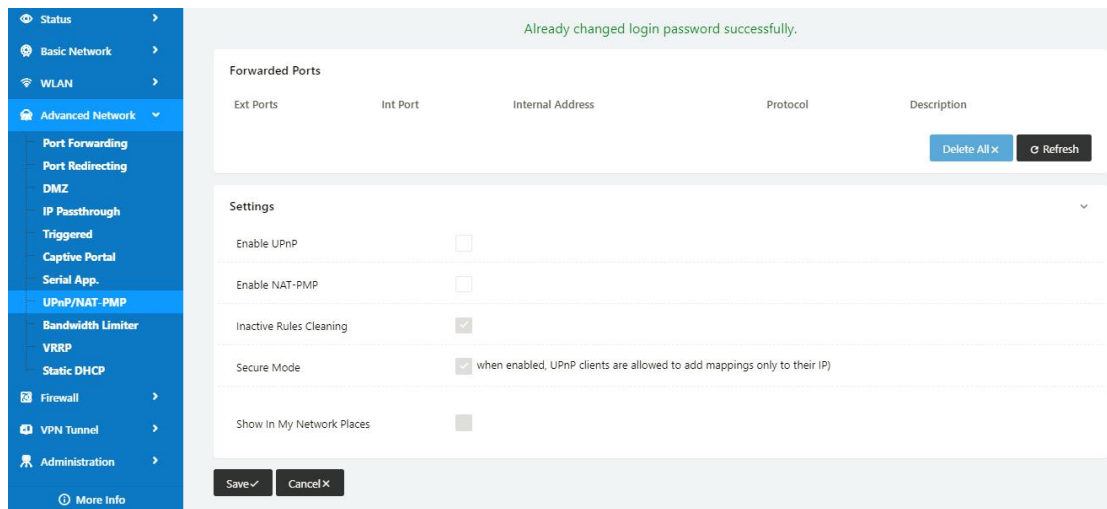 Status
Basic Network
WLAN
Advanced Network
Port Forwarding
Port Redirecting
DMZ
IP Passthrough
Triggered
Captive Portal
Serial App.
UPnP/NAT-PMP
Bandwidth Limiter
VRRP
Static DHCP
Firewall
VPN Tunnel
Administration
More Info
Already changed login password successfully.
Forwarded Ports
Ext Ports Int Port Internal Address Protocol Description
Delete All Refresh
Settings
Enable UPnP
Enable NAT-PMP
Inactive Rules Cleaning
Secure Mode when enabled, UPnP clients are allowed to add mappings only to their IP)
Show In My Network Places
Save Cancel